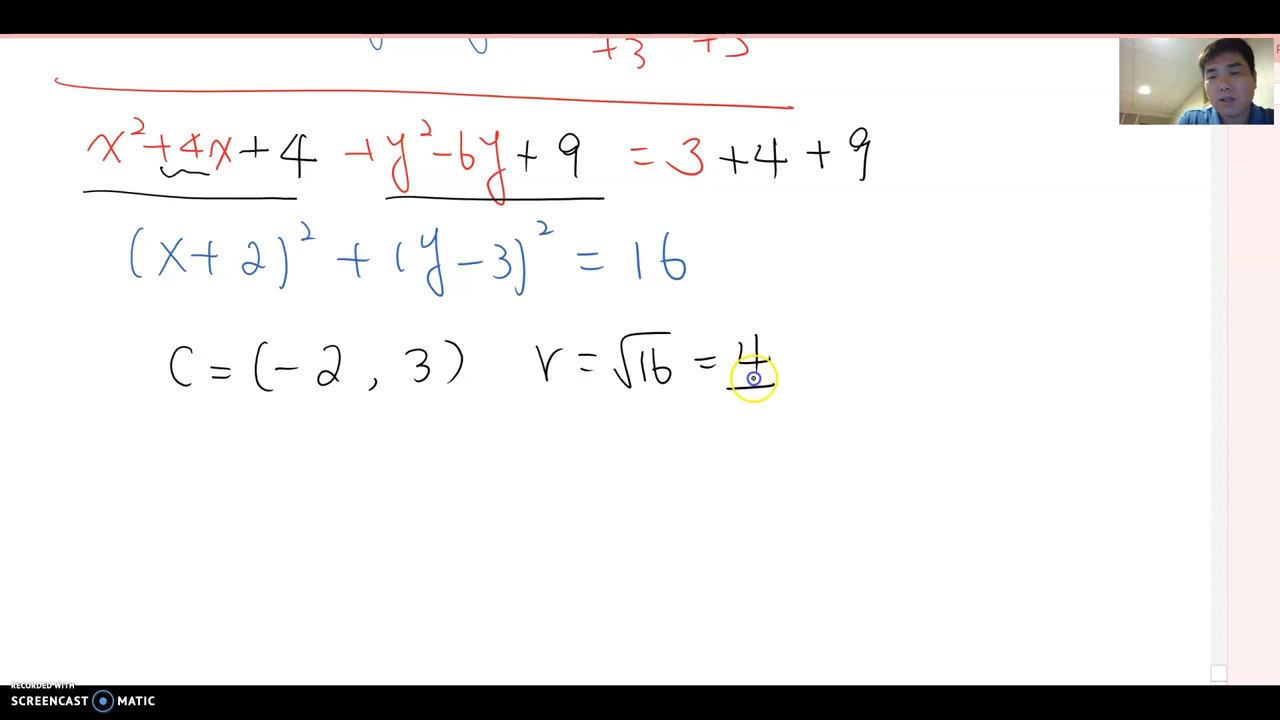 +3 +3
x²+4x+4 +y²-6y+9 = 3+4+9
(x+2)² + (y-3)² = 16
C = (-2, 3) r = √16 = 4
RECORDED WITH
SCREENCAST MATIC